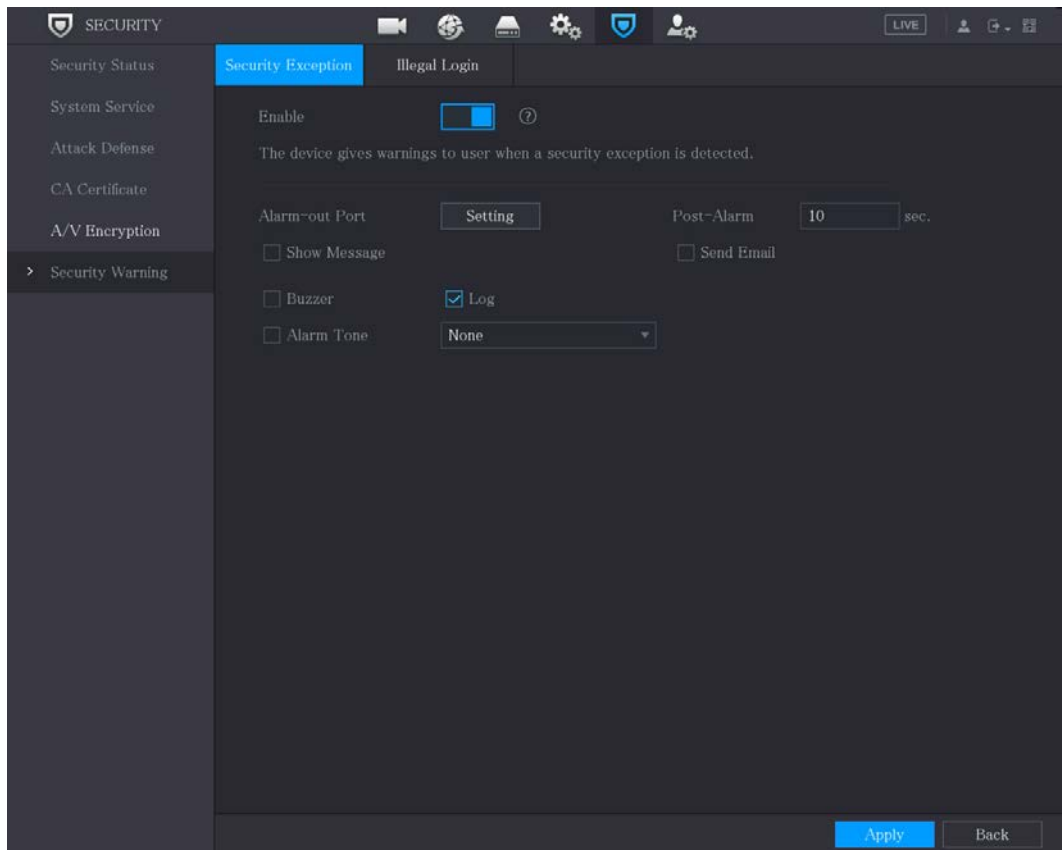 SECURITY
LIVE
Security Status
System Service
Attack Defense
CA Certificate
A/V Encryption
Security Warning
Security Exception Illegal Login
Enable
The device gives warnings to user when a security exception is detected.
Alarm-out Port Setting Post-Alarm 10 sec.
Show Message Send Email
Buzzer Log
Alarm Tone None
Apply Back